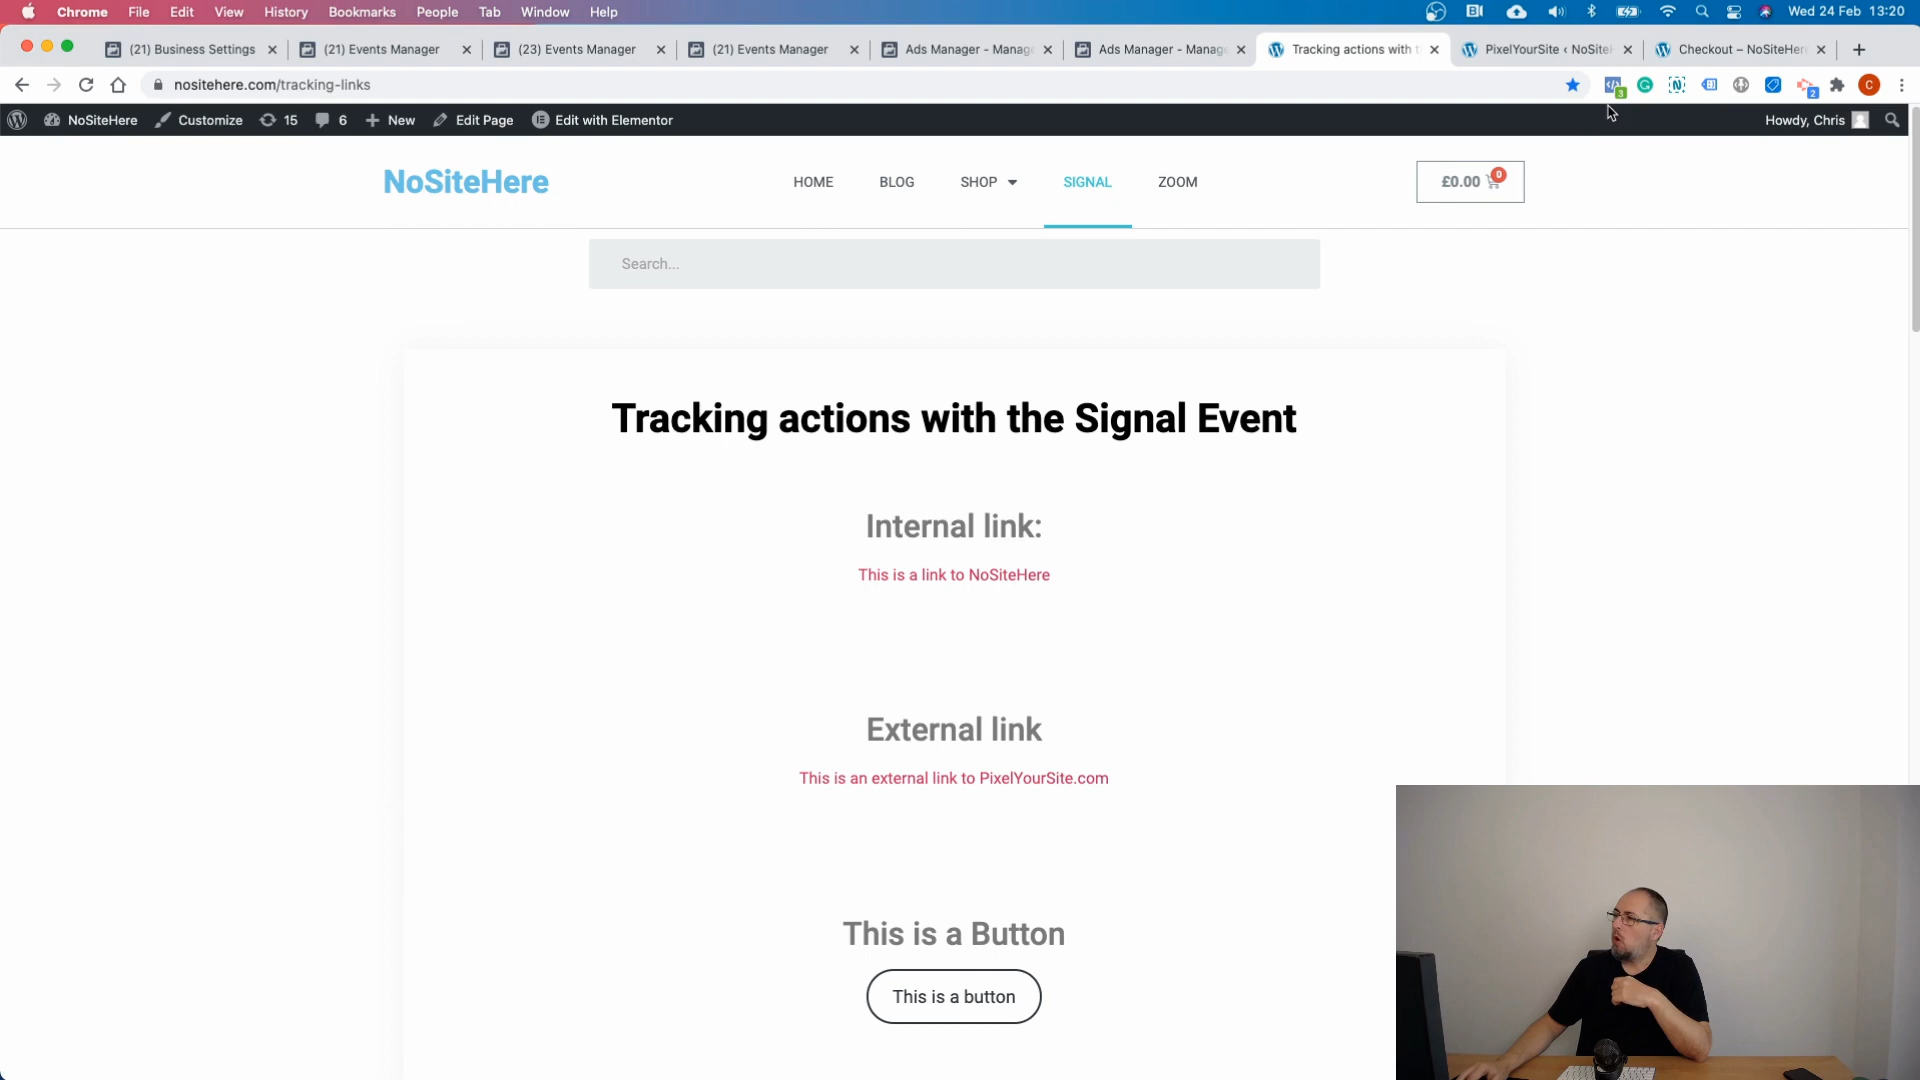 Chrome File Edit View History Bookmarks People Tab Window Help Wed 24 Feb 13:20
(21) Business Settings (21) Events Manager (23) Events Manager (21) Events Manager Ads Manager - Manag Ads Manager - Manag Tracking actions with t PixelYourSite ‹ NoSiteH Checkout – NoSiteHer
nositehere.com/tracking-links 3 2 C
NoSiteHere Customize 15 6 New Edit Page Edit with Elementor Howdy, Chris
NoSiteHere HOME BLOG SHOP SIGNAL ZOOM £0.00 0
Search...
Tracking actions with the Signal Event
Internal link:
This is a link to NoSiteHere
External link
This is an external link to PixelYourSite.com
This is a Button
This is a button